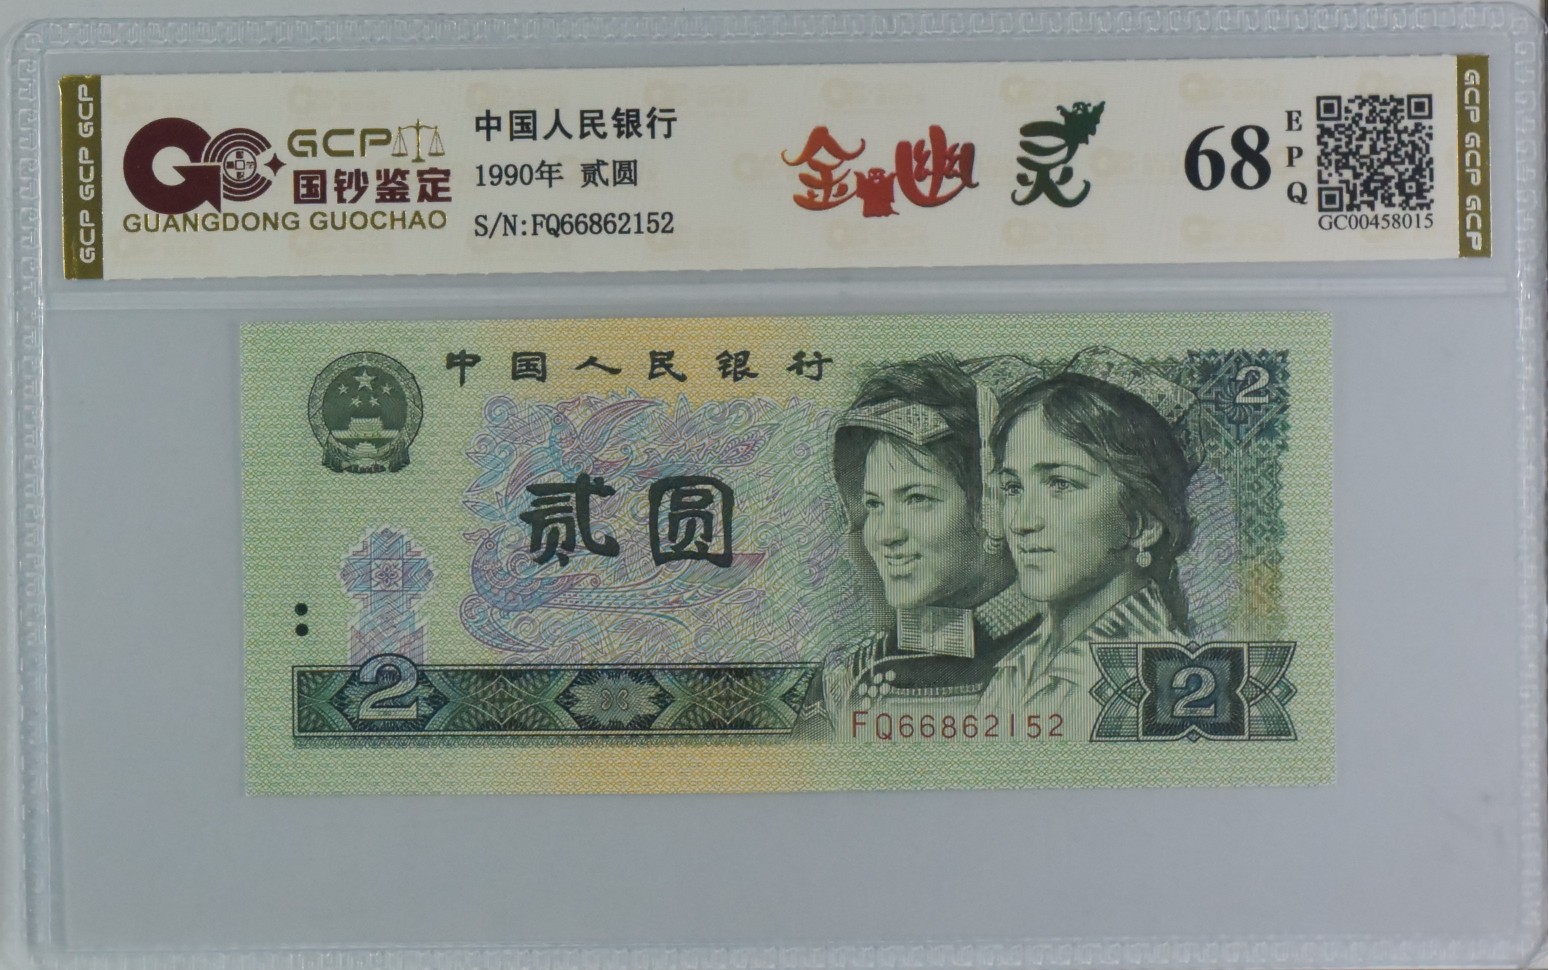 GCP GCP GCP
GCP
国钞鉴定
GUANGDONG GUOCHAO
中国人民银行
1990年 贰圆
S/N:FQ66862152
金幽灵
68
EPQ
GC00458015
GCP GCP GCP
中国人民银行
2
贰圆
2
FQ66862152
2